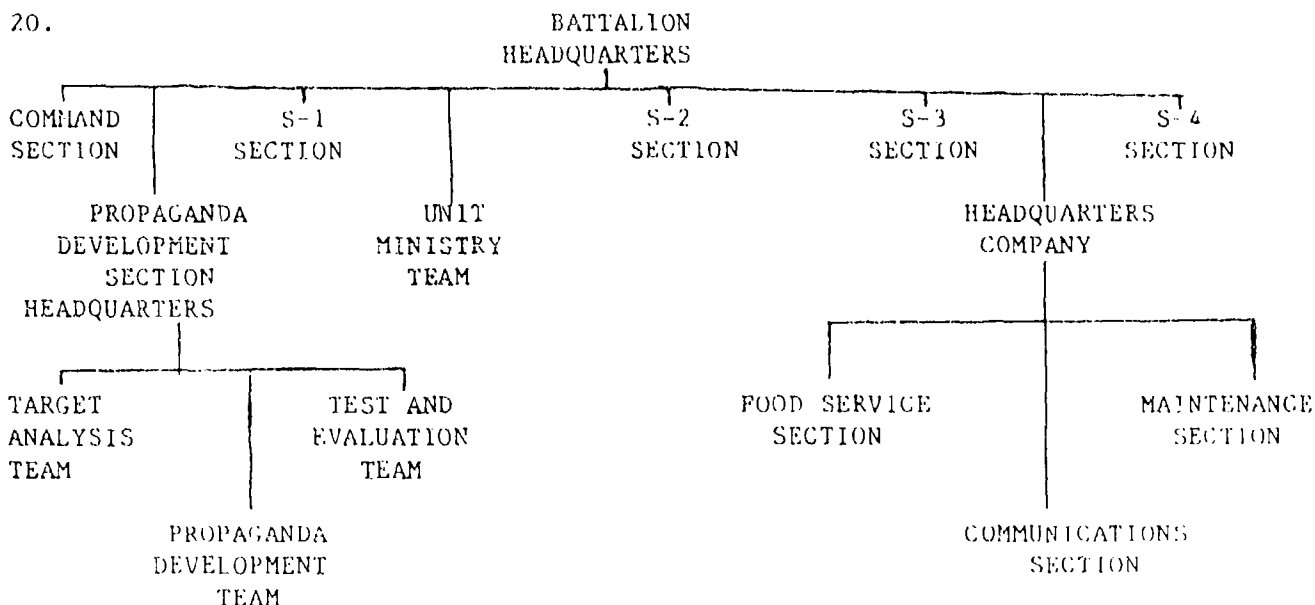 20.
BATTALION
HEADQUARTERS
COMMAND
SECTION
S-1
SECTION
S-2
SECTION
S-3
SECTION
S-4
SECTION
PROPAGANDA
DEVELOPMENT
SECTION
HEADQUARTERS
UNIT
MINISTRY
TEAM
HEADQUARTERS
COMPANY
TARGET
ANALYSIS
TEAM
TEST AND
EVALUATION
TEAM
FOOD SERVICE
SECTION
MAINTENANCE
SECTION
PROPAGANDA
DEVELOPMENT
TEAM
COMMUNICATIONS
SECTION